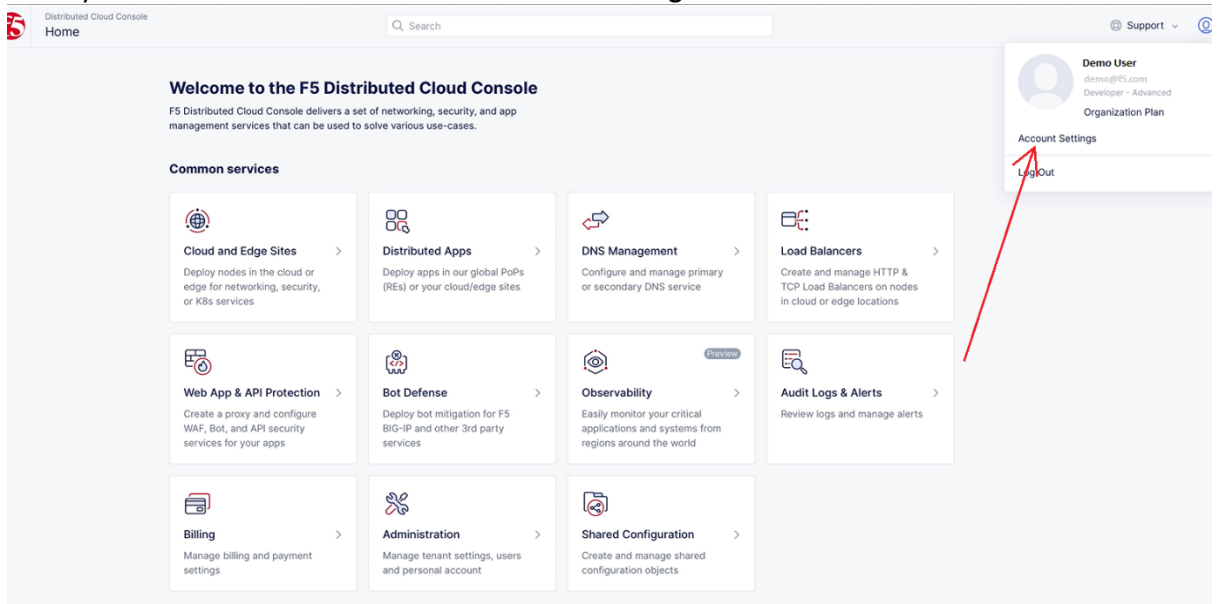 Distributed Cloud Console
Home
Search
Support
Demo User
demo@f5.com
Developer - Advanced
Organization Plan
Account Settings
Log Out
Welcome to the F5 Distributed Cloud Console
F5 Distributed Cloud Console delivers a set of networking, security, and app
management services that can be used to solve various use-cases.
Common services
Cloud and Edge Sites
Deploy nodes in the cloud or
edge for networking, security,
or K8s services
Distributed Apps
Deploy apps in our global PoPs
(REs) or your cloud/edge sites
DNS Management
Configure and manage primary
or secondary DNS service
Load Balancers
Create and manage HTTP &
TCP Load Balancers on nodes
in cloud or edge locations
Web App & API Protection
Create a proxy and configure
WAF, Bot, and API security
services for your apps
Bot Defense
Deploy bot mitigation for F5
BIG-IP and other 3rd party
services
Preview
Observability
Easily monitor your critical
applications and systems from
regions around the world
Audit Logs & Alerts
Review logs and manage alerts
Billing
Manage billing and payment
settings
Administration
Manage tenant settings, users
and personal account
Shared Configuration
Create and manage shared
configuration objects